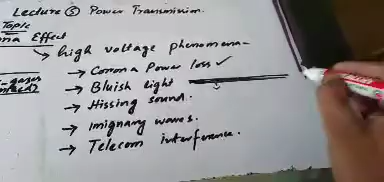 Lecture ⑤ Power Transmission.
Topic
Effect
→ high voltage phenomena-
→ Corona Power loss ✓
→ Bluish light
→ Hissing sound.
→ Imignary waves.
→ Telecom interference.